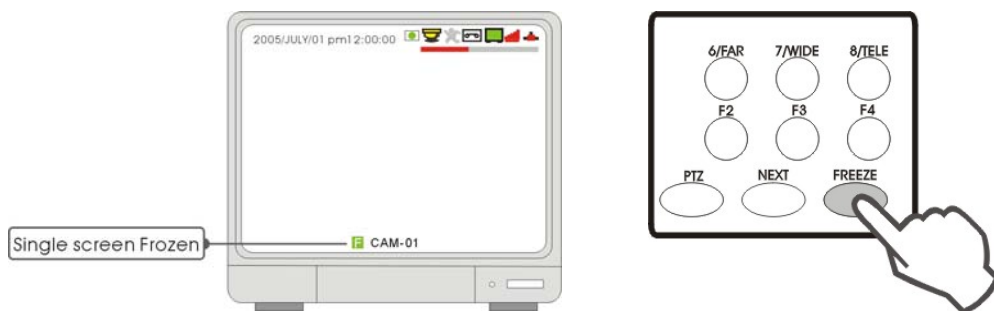 2005/JULY/01 pm12:00:00
Single screen Frozen
F CAM-01
6/FAR 7/WIDE 8/TELE
F2 F3 F4
PTZ NEXT FREEZE